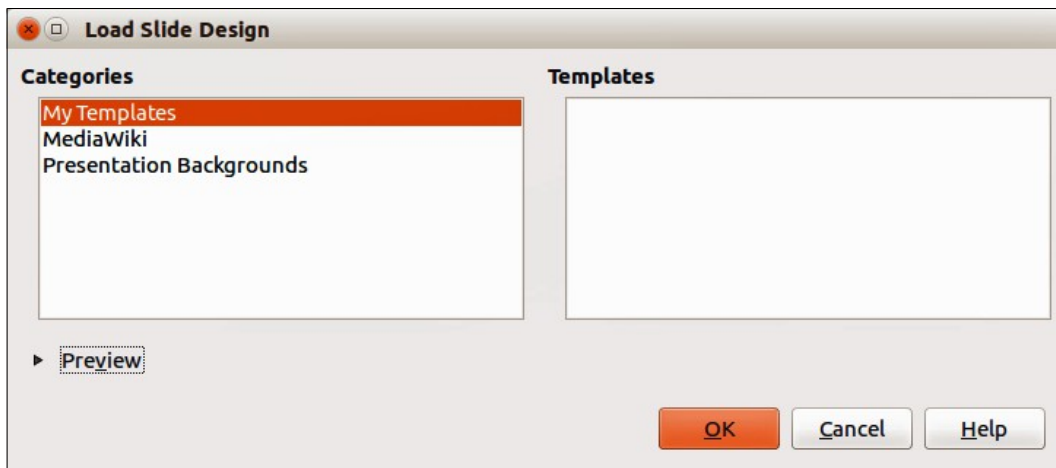 Load Slide Design
Categories
Templates
My Templates
MediaWiki
Presentation Backgrounds
Preview
OK
Cancel
Help